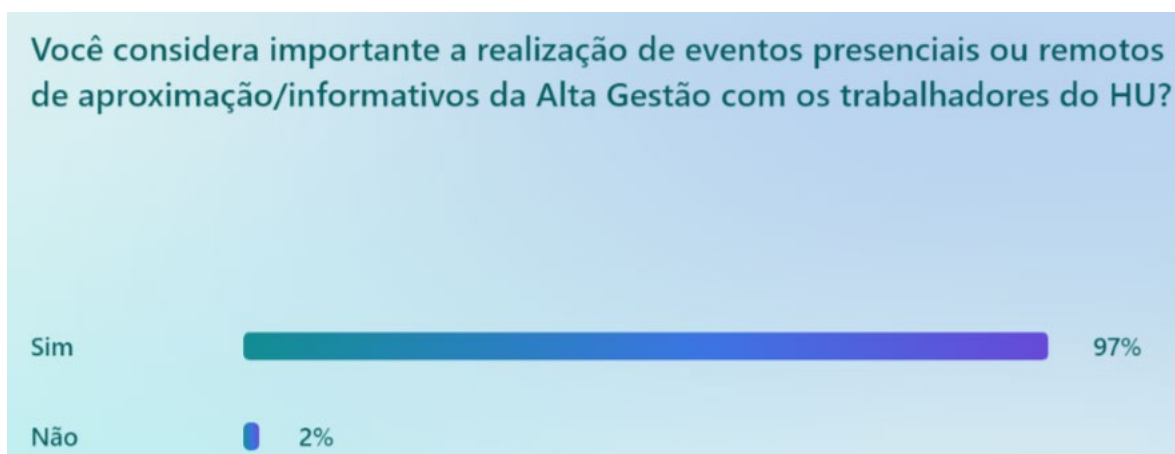 Você considera importante a realização de eventos presenciais ou remotos
de aproximação/informativos da Alta Gestão com os trabalhadores do HU?
Sim 97%
Não 2%